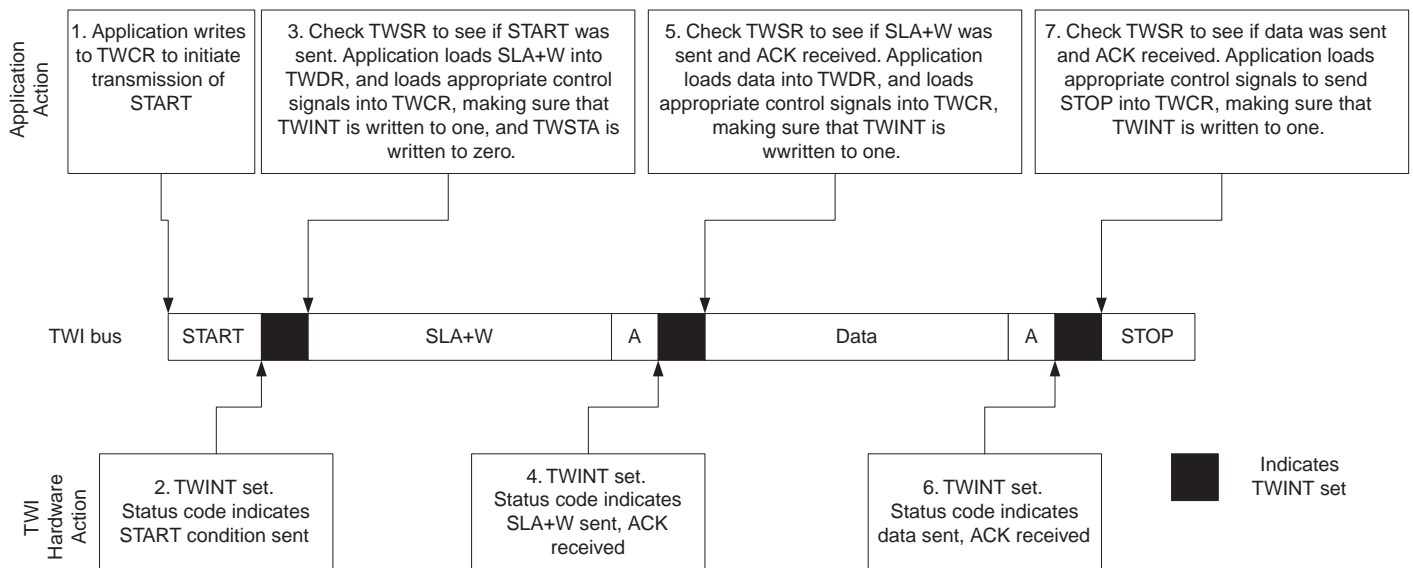 Application
Action
1. Application writes
to TWCR to initiate
transmission of
START
3. Check TWSR to see if START was
sent. Application loads SLA+W into
TWDR, and loads appropriate control
signals into TWCR, making sure that
TWINT is written to one, and TWSTA is
written to zero.
5. Check TWSR to see if SLA+W was
sent and ACK received. Application
loads data into TWDR, and loads
appropriate control signals into TWCR,
making sure that TWINT is
wwritten to one.
7. Check TWSR to see if data was sent
and ACK received. Application loads
appropriate control signals to send
STOP into TWCR, making sure that
TWINT is written to one.
TWI bus
START
SLA+W
A
Data
A
STOP
TWI
Hardware
Action
2. TWINT set.
Status code indicates
START condition sent
4. TWINT set.
Status code indicates
SLA+W sent, ACK
received
6. TWINT set.
Status code indicates
data sent, ACK received
Indicates
TWINT set